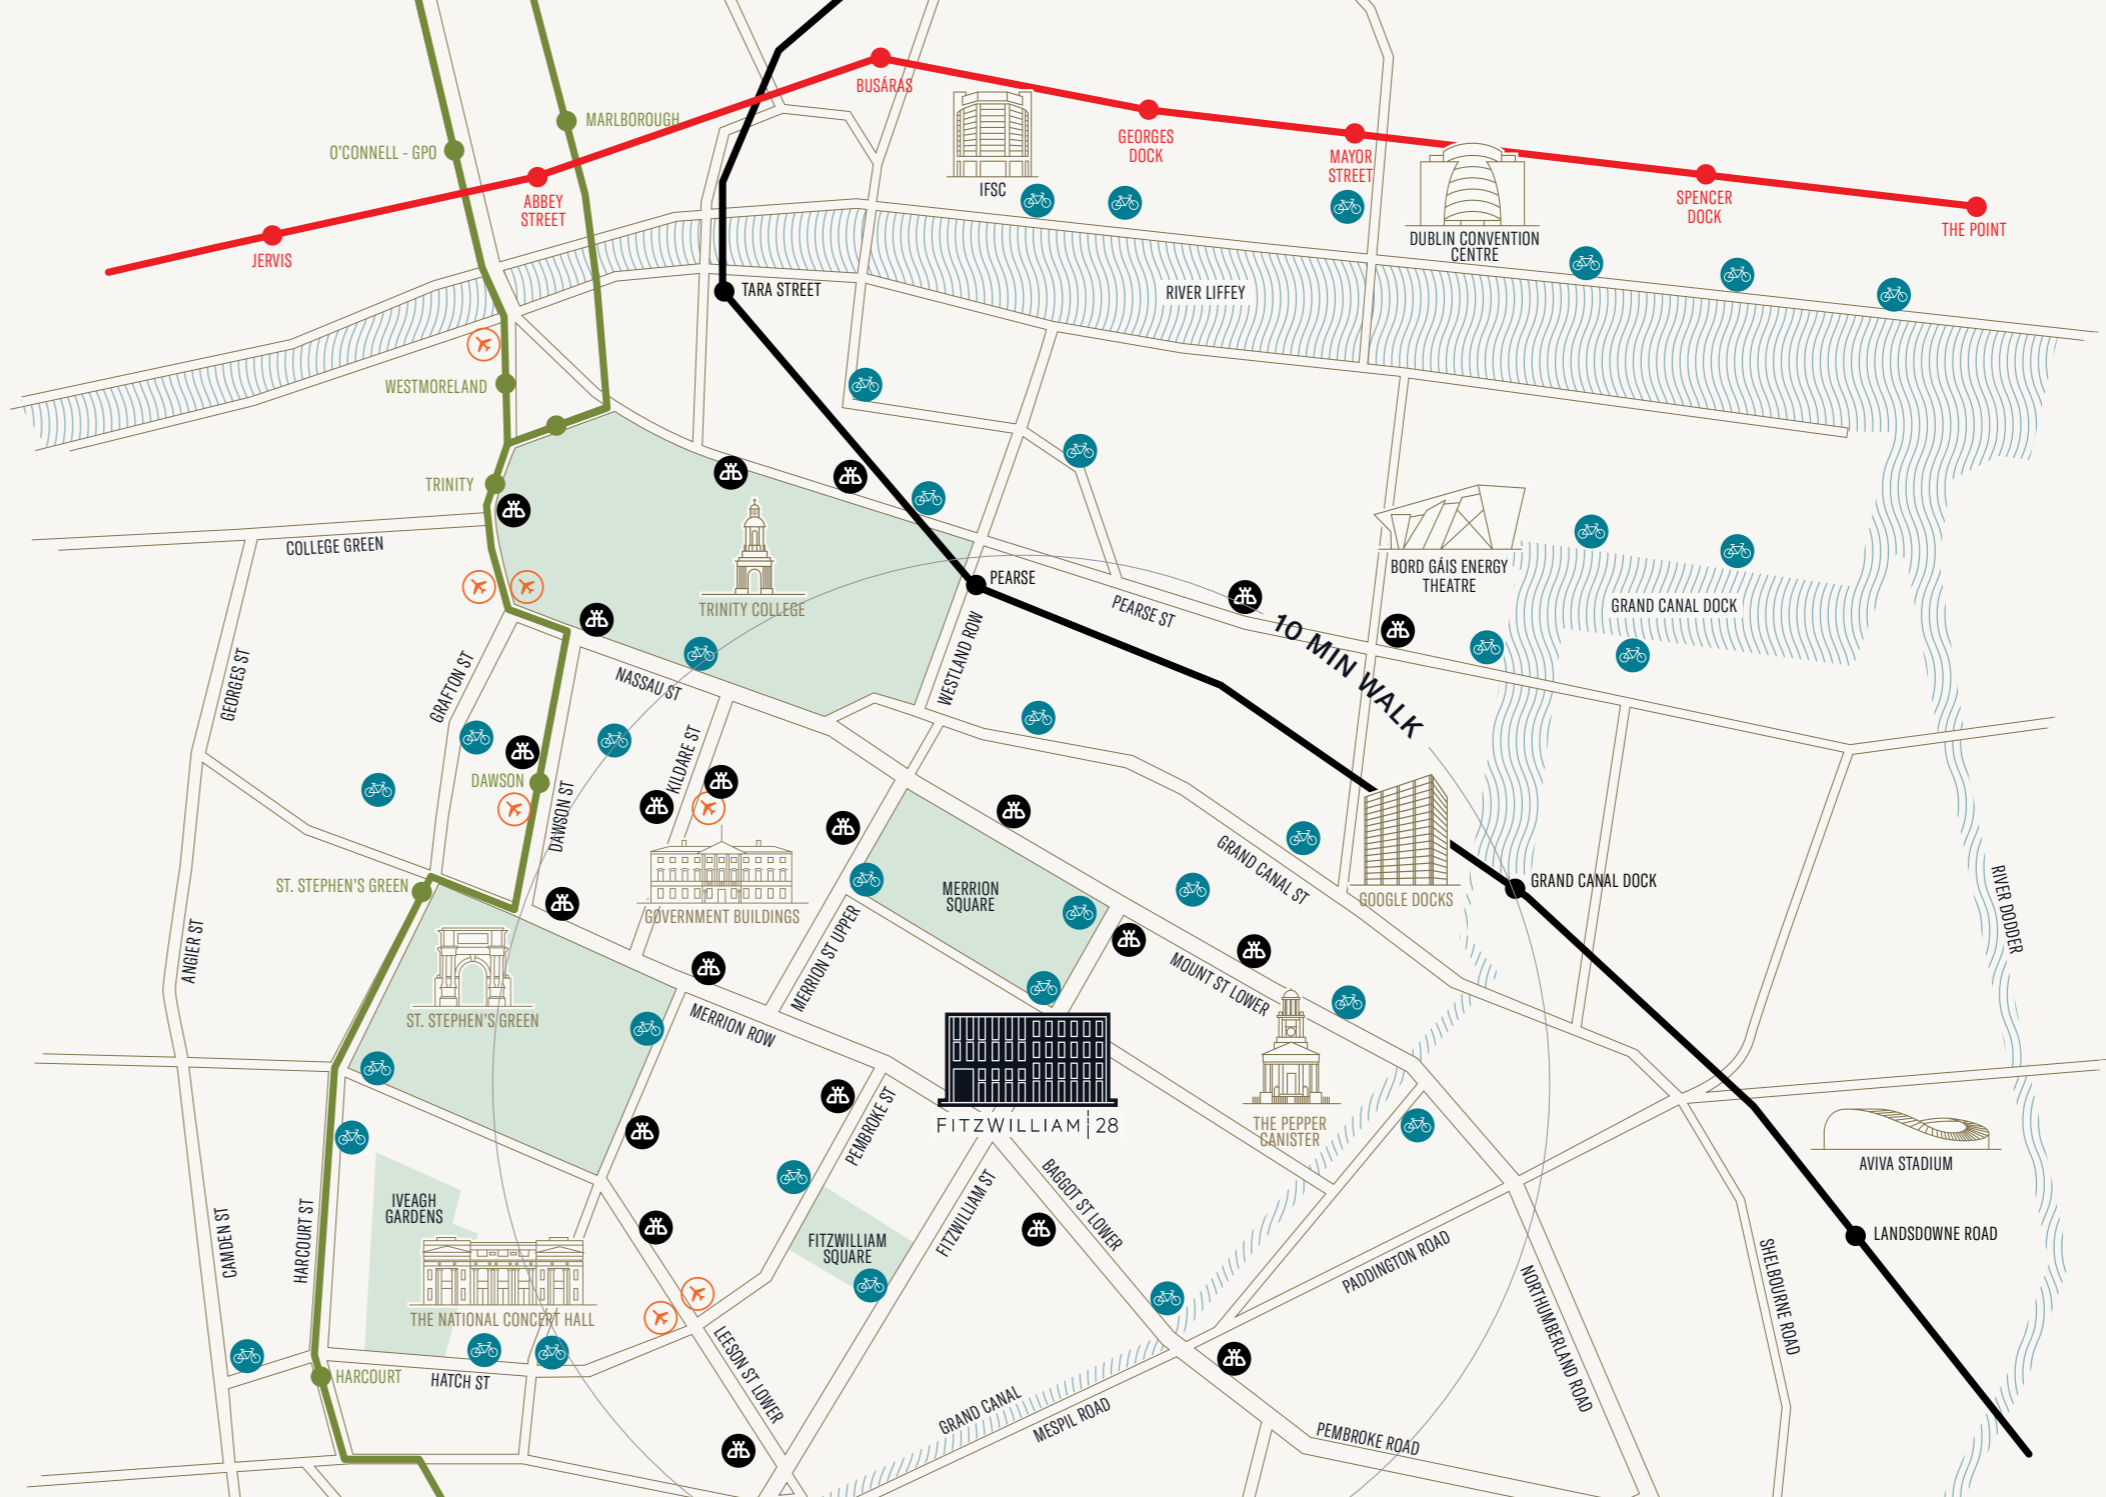 BUSÁRAS
MARLBOROUGH
O'CONNELL - GPO
GEORGES
DOCK
MAYOR
STREET
IFSC
ABBEY
STREET
SPENCER
DOCK
THE POINT
JERVIS
DUBLIN CONVENTION
CENTRE
TARA STREET
RIVER LIFFEY
WESTMORELAND
TRINITY
COLLEGE GREEN
TRINITY COLLEGE
PEARSE
PEARSE ST
BORD GÁIS ENERGY
THEATRE
GRAND CANAL DOCK
10 MIN WALK
GEORGES ST
GRAFTON ST
NASSAU ST
WESTLAND ROW
KILDARE ST
DAWSON
DAWSON ST
GRAND CANAL ST
GOOGLE DOCKS
GRAND CANAL DOCK
ST. STEPHEN'S GREEN
GOVERNMENT BUILDINGS
MERRION
SQUARE
RIVER DODDER
ANGIER ST
MERRION ST UPPER
MOUNT ST LOWER
ST. STEPHEN'S GREEN
MERRION ROW
FITZWILLIAM 28
THE PEPPER
CANISTER
PEMBROKE ST
AVIVA STADIUM
IVEAGH
GARDENS
BAGGOT ST LOWER
FITZWILLIAM ST
FITZWILLIAM
SQUARE
CAMDEN ST
HARCOURT ST
LANDSDOWNE ROAD
PADDINGTON ROAD
SHELBOURNE ROAD
NORTHUMBERLAND ROAD
THE NATIONAL CONCERT HALL
LEESON ST LOWER
HARCOURT
HATCH ST
GRAND CANAL
MESPIL ROAD
PEMBROKE ROAD